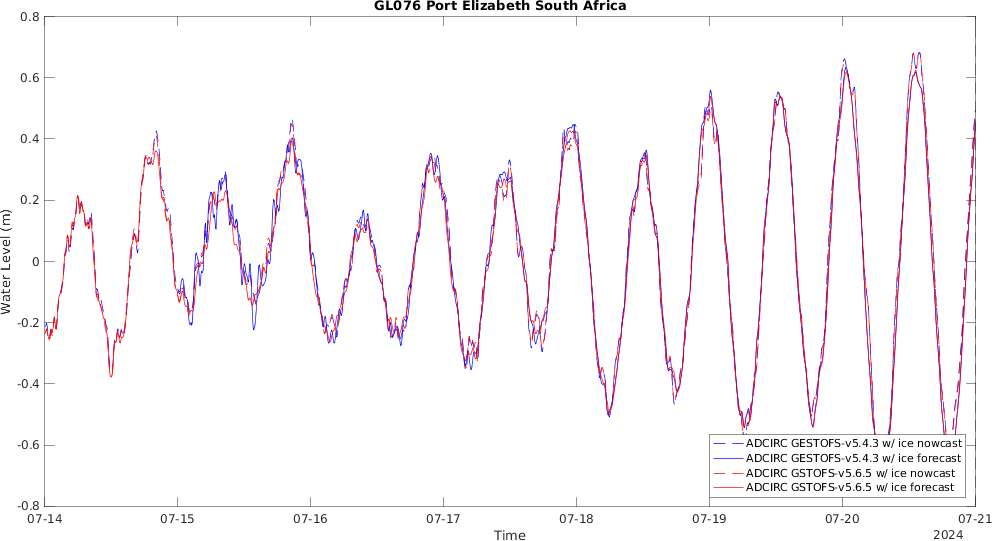 GL076 Port Elizabeth South Africa
0.8
0.6
0.4
0.2
0
-0.2
-0.4
-0.6
-0.8
Water Level (m)
ADCIRC GESTOFS-v5.4.3 w/ ice nowcast
ADCIRC GESTOFS-v5.4.3 w/ ice forecast
ADCIRC GSTOFS-v5.6.5 w/ ice nowcast
ADCIRC GSTOFS-v5.6.5 w/ ice forecast
07-14 07-15 07-16 07-17 07-18 07-19 07-20 07-21
Time
2024